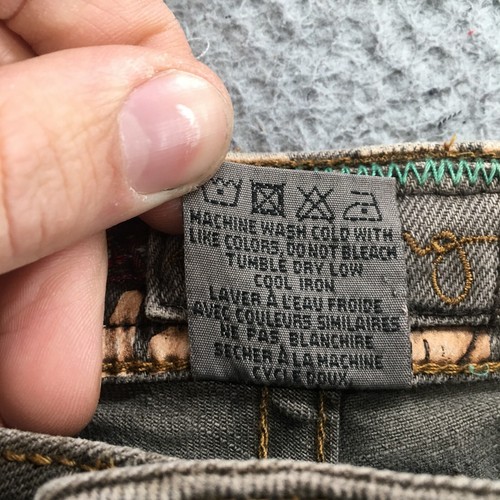 MACHINE WASH COLD WITH
LIKE COLORS, DO NOT BLEACH
TUMBLE DRY LOW
COOL IRON
LAVER À L'EAU FROIDE
AVEC COULEURS SIMILAIRES
NE PAS BLANCHIRE
SECHER À LA MACHINE
CYCLE DOUX,